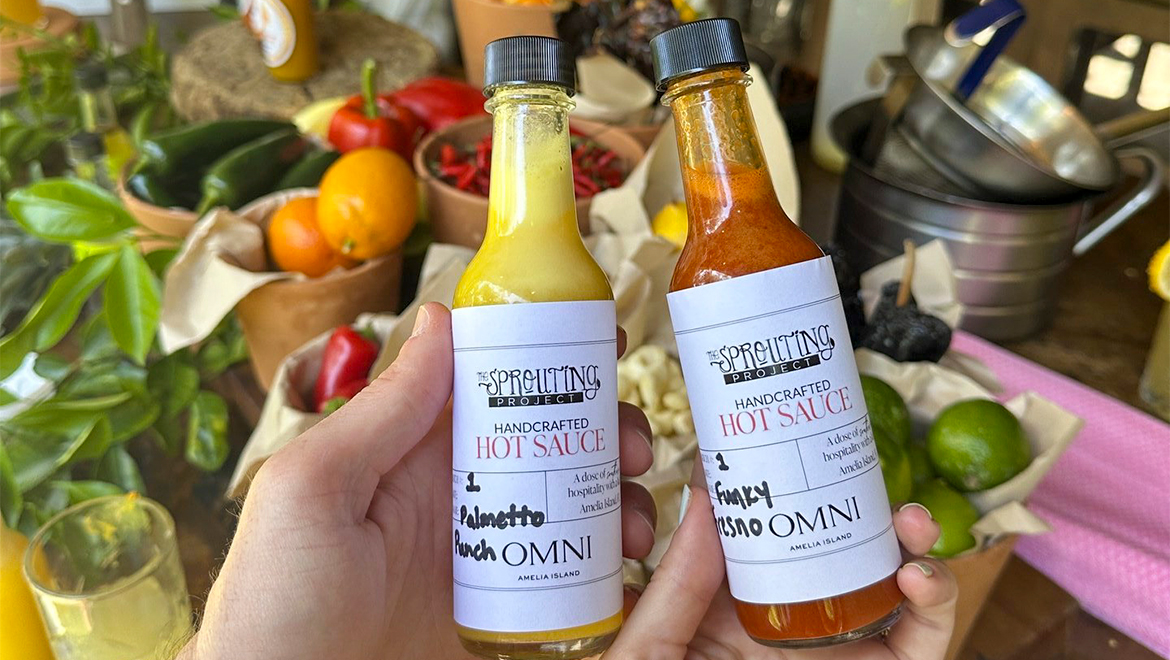 THE SPROUTING
PROJECT
HANDCRAFTED
HOT SAUCE
1
A dose of
hospitality with
Amelia Island
Palmetto
Punch OMNI
AMELIA ISLAND
THE SPROUTING
PROJECT
HANDCRAFTED
HOT SAUCE
1
A dose of
hospitality with
Amelia Island
Funky
resno OMNI
AMELIA ISLAND